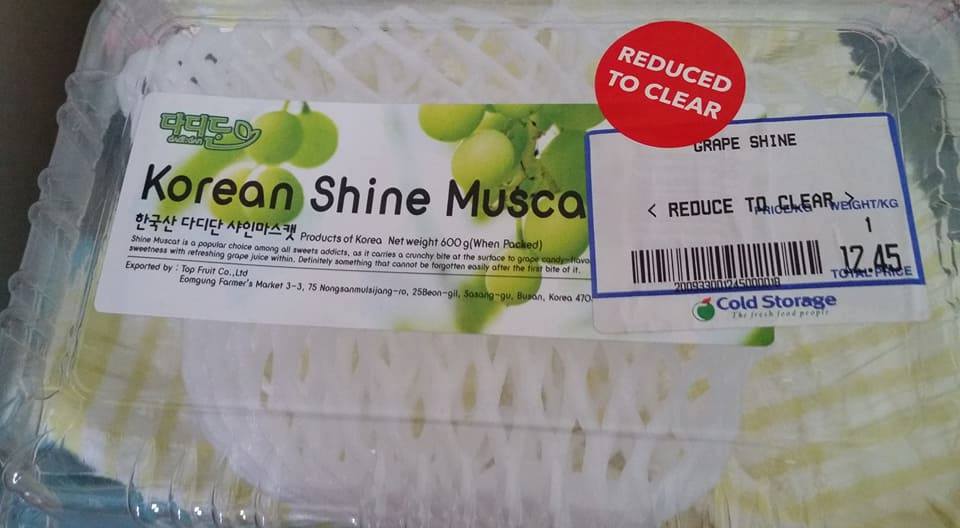 REDUCED
TO CLEAR
다디단
Korean Shine Musca
한국산 다디단 샤인마스캣 Products of Korea Net weight 600g(When Packed)
Shine Muscat is a popular choice among all sweets addicts, as it carries a crunchy bite at the surface to grape candy-flavo
sweetness with refreshing grape juice within. Definitely something that cannot be forgotten easily after the first bite of it.
Exported by : Top Fruit Co.,Ltd
Eomgung Farmer's Market 3-3, 75 Nongsanmulsijang-ro, 25Beon-gil, Sasang-gu, Busan, Korea 470
GRAPE SHINE
< REDUCE TO CLEAR >
PRICE/KG WEIGHT/KG
1
12.45
TOTAL PRICE
200933001245000018
Cold Storage
The fresh food people